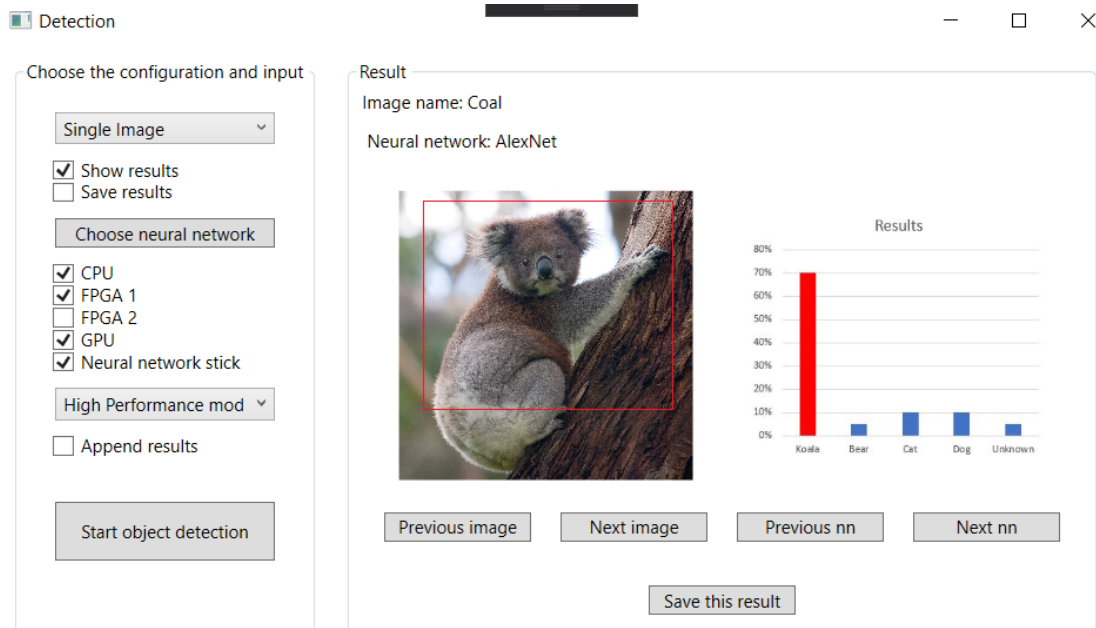 Detection
Choose the configuration and input
Single Image
Show results
Save results
Choose neural network
CPU
FPGA 1
FPGA 2
GPU
Neural network stick
High Performance mod
Append results
Start object detection
Result
Image name: Coal
Neural network: AlexNet
Results
80%
70%
60%
50%
40%
30%
20%
10%
0%
Koala Bear Cat Dog Unknown
Previous image Next image Previous nn Next nn
Save this result